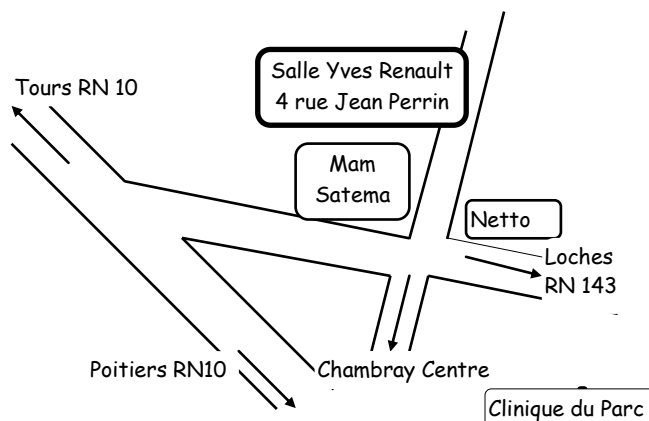 Salle Yves Renault
4 rue Jean Perrin
Tours RN 10
Mam
Satema
Netto
Loches
RN 143
Poitiers RN10
Chambray Centre
Clinique du Parc